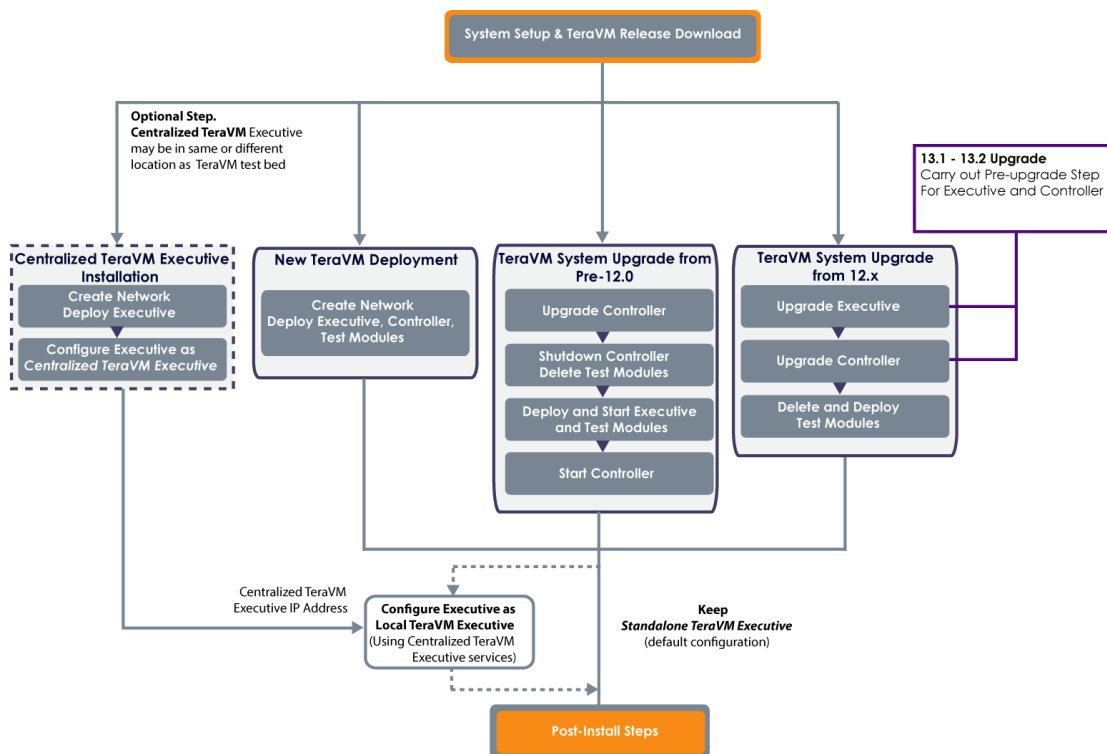 System Setup & TeraVM Release Download
Optional Step.
Centralized TeraVM Executive
may be in same or different
location as TeraVM test bed
13.1 - 13.2 Upgrade
Carry out Pre-upgrade Step
For Executive and Controller
Centralized TeraVM Executive
Installation
Create Network
Deploy Executive
Configure Executive as
Centralized TeraVM Executive
New TeraVM Deployment
Create Network
Deploy Executive, Controller,
Test Modules
TeraVM System Upgrade from
Pre-12.0
Upgrade Controller
Shutdown Controller
Delete Test Modules
Deploy and Start Executive
and Test Modules
Start Controller
TeraVM System Upgrade
from 12.x
Upgrade Executive
Upgrade Controller
Delete and Deploy
Test Modules
Centralized TeraVM
Executive IP Address
Configure Executive as
Local TeraVM Executive
(Using Centralized TeraVM
Executive services)
Keep
Standalone TeraVM Executive
(default configuration)
Post-Install Steps